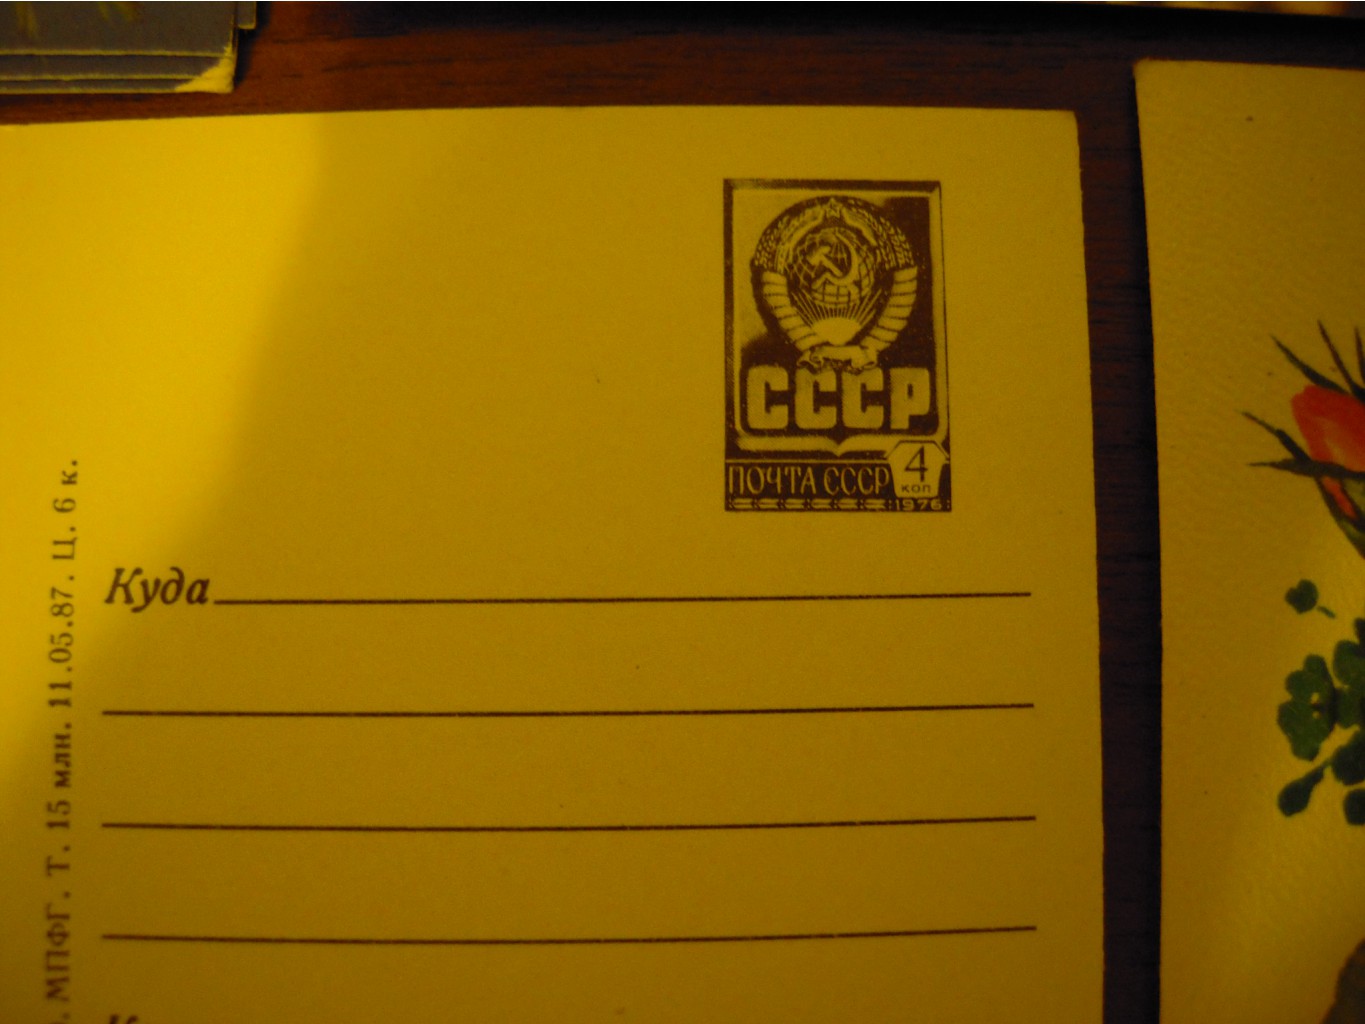 СССР
ПОЧТА СССР 4
КОП
1976
Куда
МПФГ. Т. 15 млн. 11.05.87. Ц. 6 к.